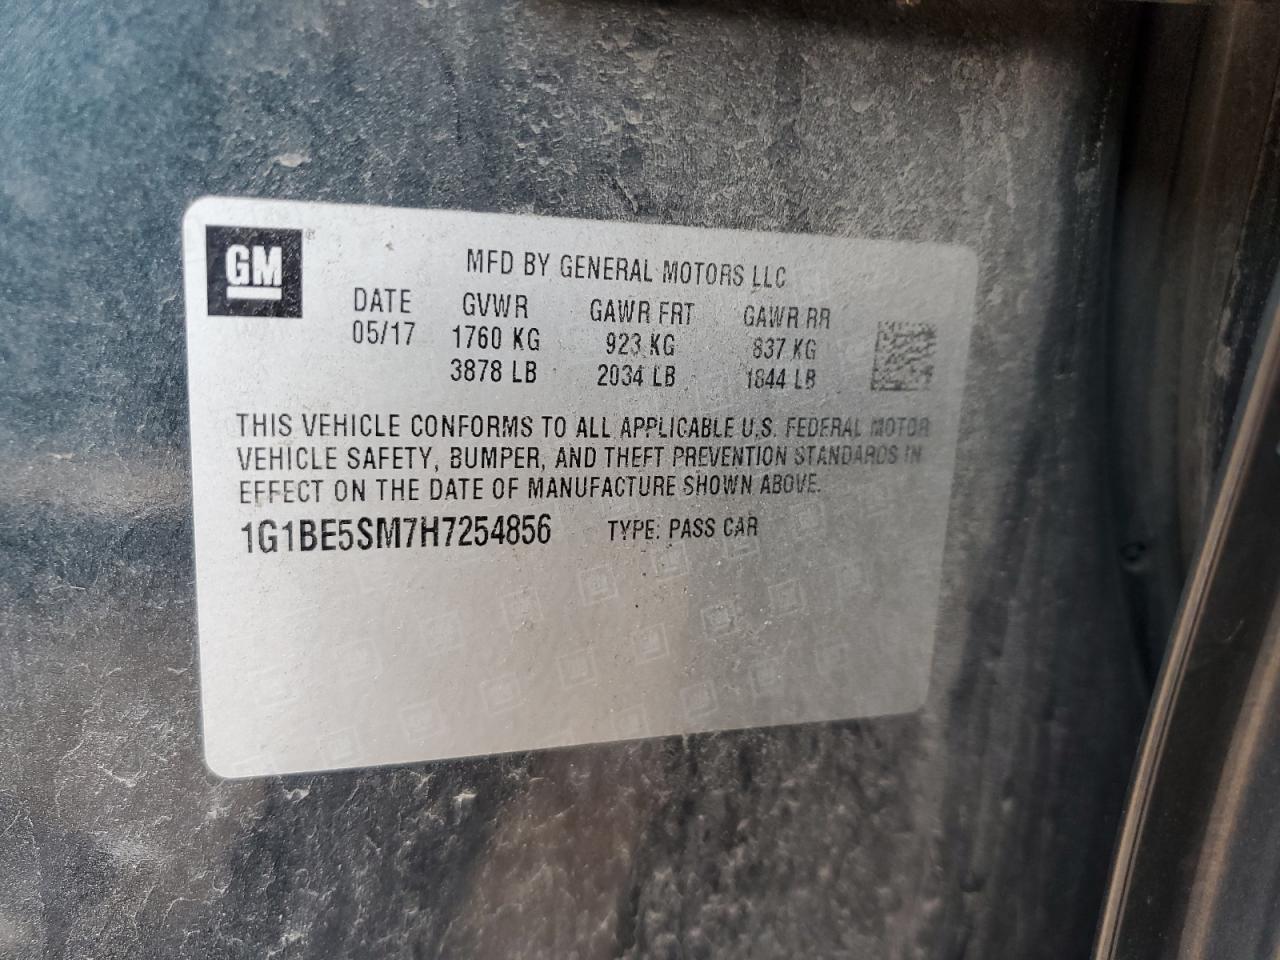 GM
MFD BY GENERAL MOTORS LLC
DATE GVWR GAWR FRT GAWR RR
05/17 1760 KG 923 KG 837 KG
3878 LB 2034 LB 1844 LB
THIS VEHICLE CONFORMS TO ALL APPLICABLE U.S. FEDERAL MOTOR
VEHICLE SAFETY, BUMPER, AND THEFT PREVENTION STANDARDS IN
EFFECT ON THE DATE OF MANUFACTURE SHOWN ABOVE.
1G1BE5SM7H7254856 TYPE: PASS CAR